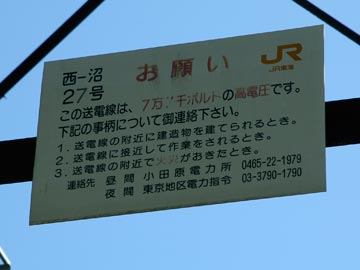 お願い
JR
JR東海
西ー沼
27号
この送電線は、7万 千ボルトの高電圧です。
下記の事柄について御連絡下さい。
1.送電線の附近に建造物を建てられるとき。
2.送電線に接近して作業をされるとき。
3.送電線の附近で火災がおきたとき。
連絡先 昼間 小田原電力所 0465-22-1979
夜間 東京地区電力指令 03-3790-1790